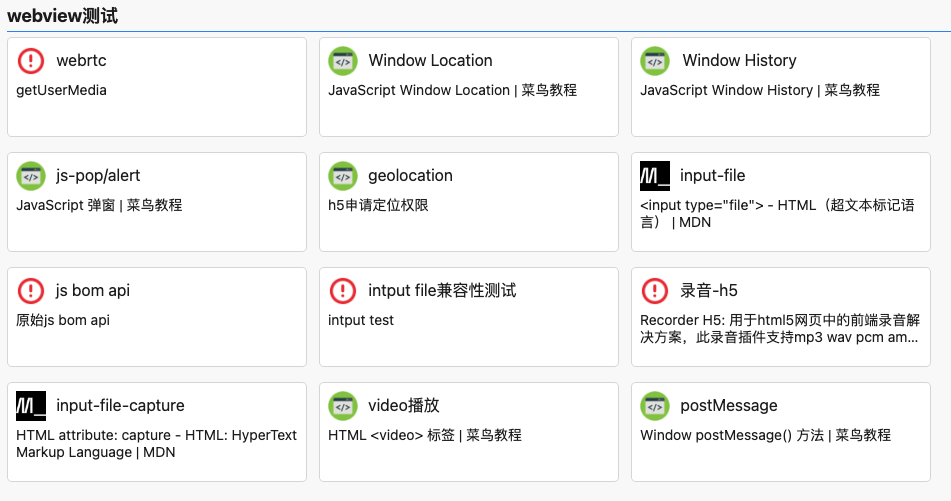 webview测试
webrtc
getUserMedia
Window Location
JavaScript Window Location | 菜鸟教程
Window History
JavaScript Window History | 菜鸟教程
js-pop/alert
JavaScript 弹窗 | 菜鸟教程
geolocation
h5申请定位权限
M_
input-file
<input type="file"> - HTML（超文本标记语
言） | MDN
js bom api
原始js bom api
intput file兼容性测试
intput test
录音-h5
Recorder H5: 用于html5网页中的前端录音解
决方案，此录音插件支持mp3 wav pcm am...
M_
input-file-capture
HTML attribute: capture - HTML: HyperText
Markup Language | MDN
video播放
HTML <video> 标签 | 菜鸟教程
postMessage
Window postMessage() 方法 | 菜鸟教程